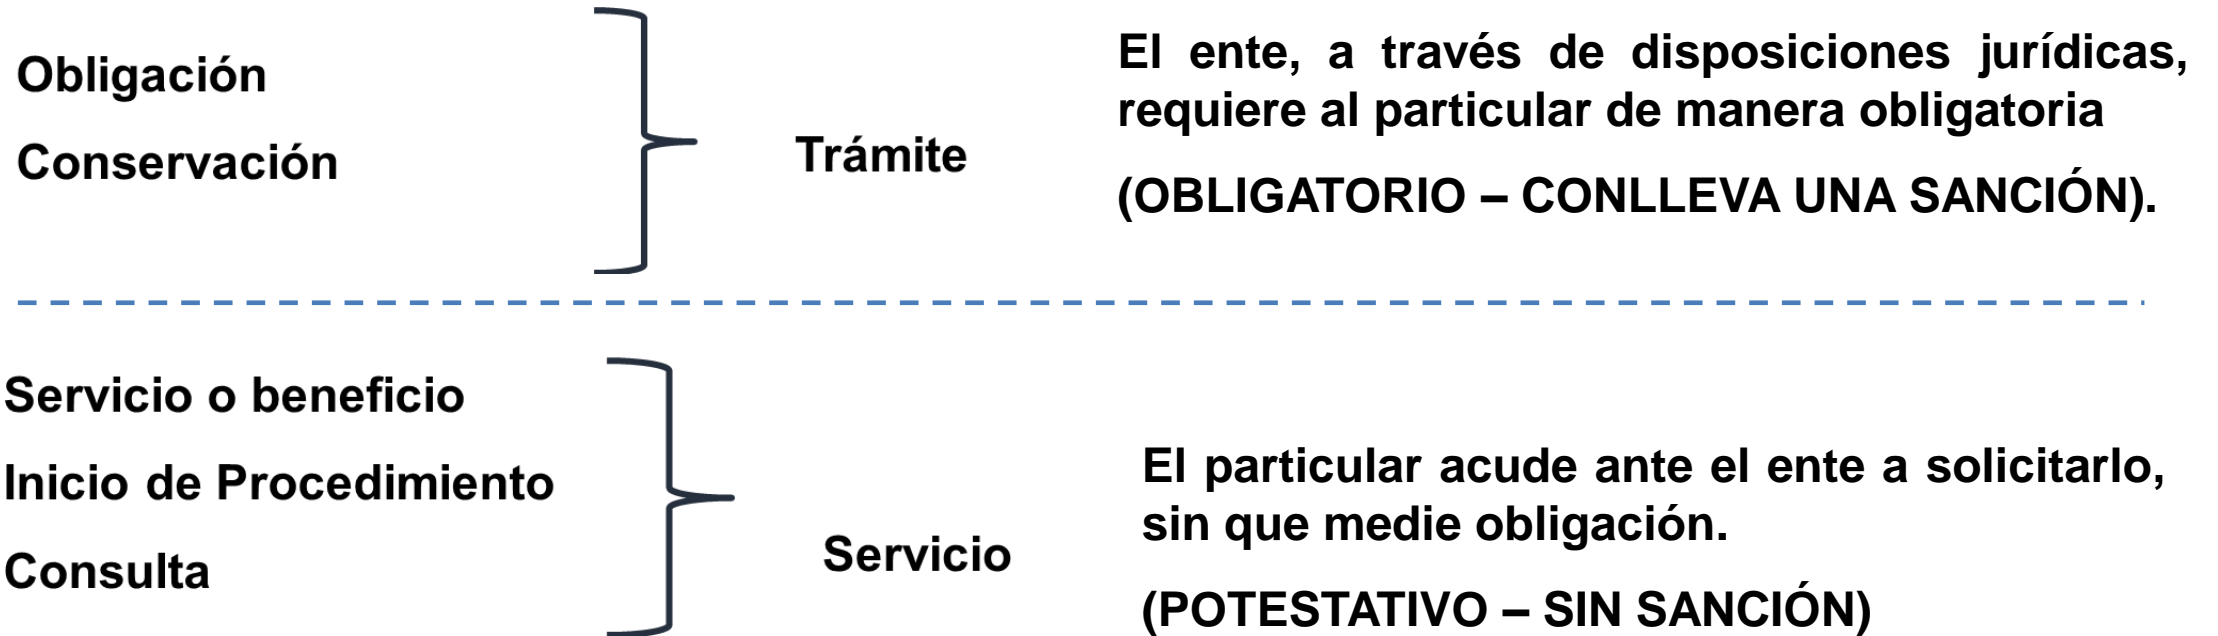 Obligación
Conservación
Trámite
El ente, a través de disposiciones jurídicas,
requiere al particular de manera obligatoria
(OBLIGATORIO – CONLLEVA UNA SANCIÓN).
Servicio o beneficio
Inicio de Procedimiento
Consulta
Servicio
El particular acude ante el ente a solicitarlo,
sin que medie obligación.
(POTESTATIVO – SIN SANCIÓN)